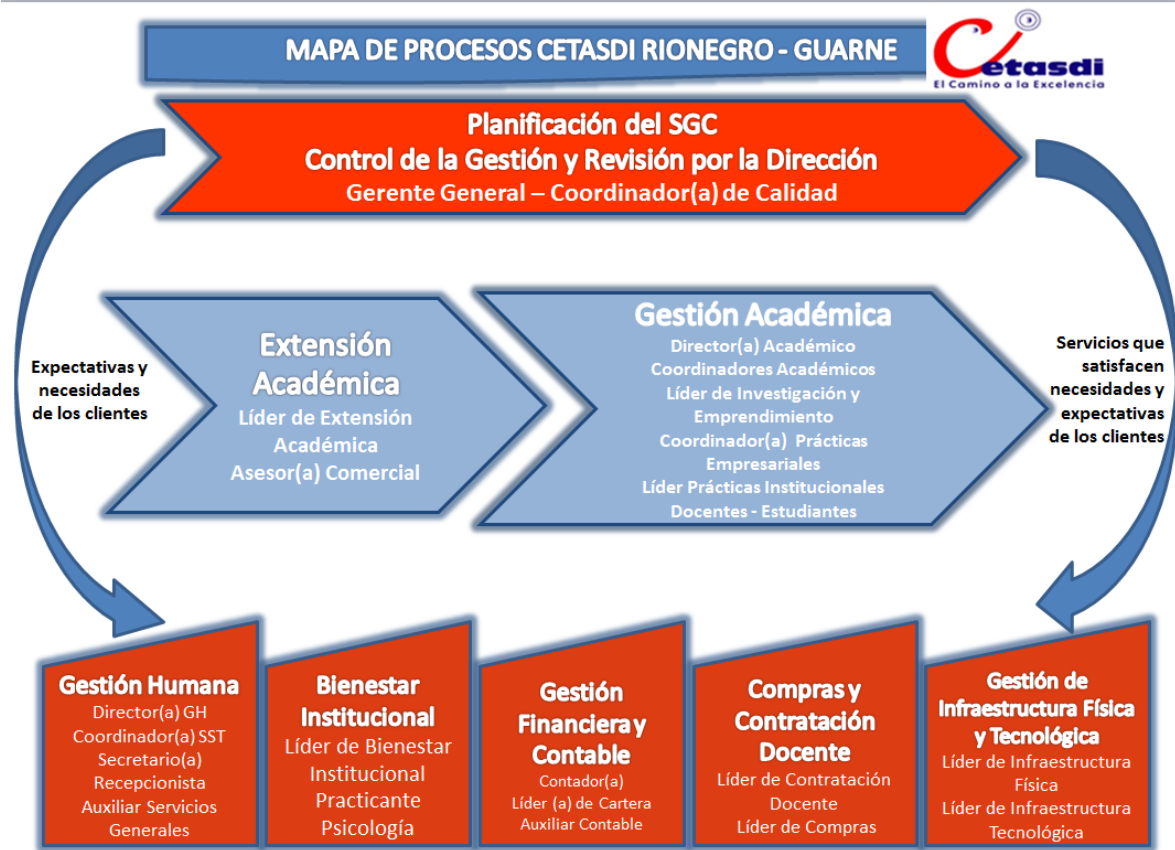 MAPA DE PROCESOS CETASDI RIONEGRO - GUARNE
Cetasdi
El Camino a la Excelencia
Planificación del SGC
Control de la Gestión y Revisión por la Dirección
Gerente General – Coordinador(a) de Calidad
Expectativas y
necesidades
de los clientes
Extensión
Académica
Líder de Extensión
Académica
Asesor(a) Comercial
Gestión Académica
Director(a) Académico
Coordinadores Académicos
Líder de Investigación y
Emprendimiento
Coordinador(a) Prácticas
Empresariales
Líder Prácticas Institucionales
Docentes - Estudiantes
Servicios que
satisfacen
necesidades y
expectativas
de los clientes
Gestión Humana
Director(a) GH
Coordinador(a) SST
Secretario(a)
Recepcionista
Auxiliar Servicios
Generales
Bienestar
Institucional
Líder de Bienestar
Institucional
Practicante
Psicología
Gestión
Financiera y
Contable
Contador(a)
Líder (a) de Cartera
Auxiliar Contable
Compras y
Contratación
Docente
Líder de Contratación
Docente
Líder de Compras
Gestión de
Infraestructura Física
y Tecnológica
Líder de Infraestructura
Física
Líder de Infraestructura
Tecnológica